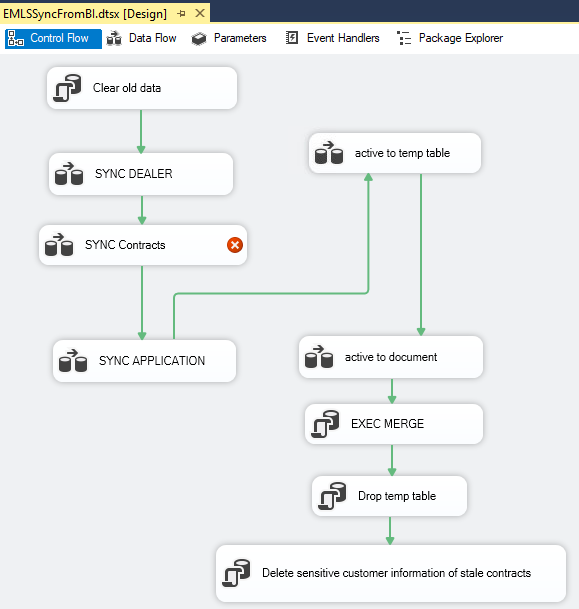 EMLSSyncFromBI.dtsx [Design]
Control Flow Data Flow Parameters Event Handlers Package Explorer
Clear old data
SYNC DEALER
SYNC Contracts
SYNC APPLICATION
active to temp table
active to document
EXEC MERGE
Drop temp table
Delete sensitive customer information of stale contracts